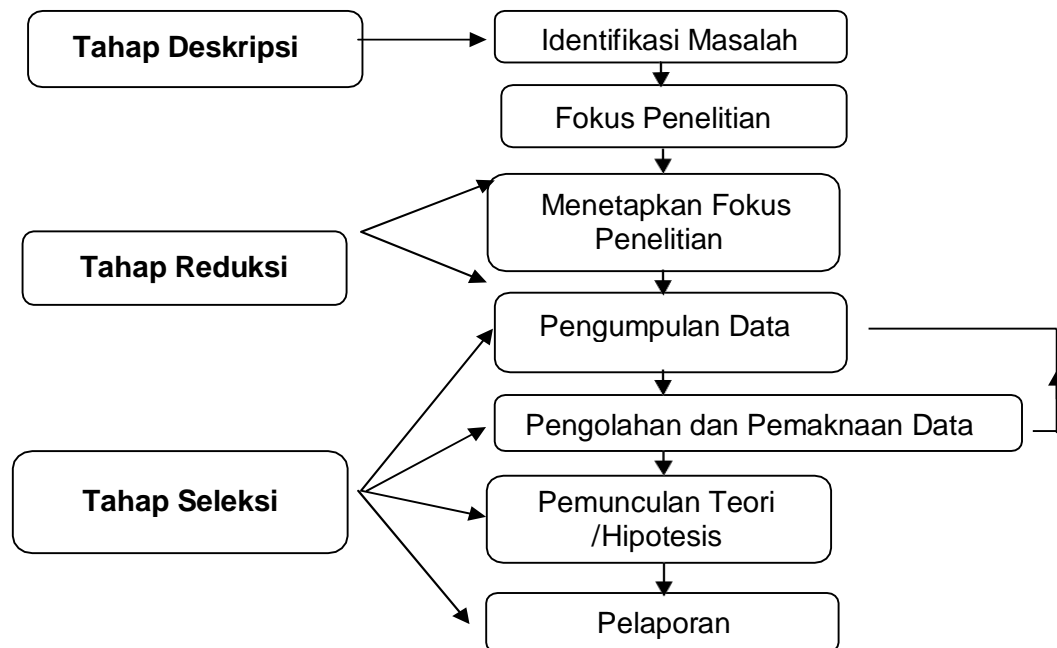 Tahap Deskripsi
Identifikasi Masalah
Fokus Penelitian
Menetapkan Fokus
Penelitian
Tahap Reduksi
Pengumpulan Data
Pengolahan dan Pemaknaan Data
Tahap Seleksi
Pemunculan Teori
/Hipotesis
Pelaporan